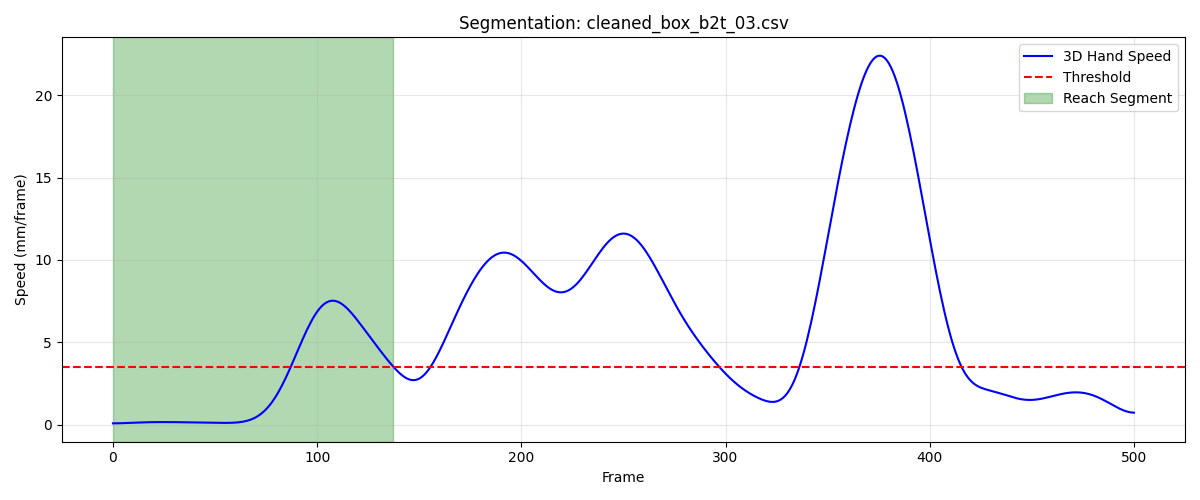 Segmentation: cleaned_box_b2t_03.csv
3D Hand Speed
Threshold
Reach Segment
Speed (mm/frame)
20
15
10
5
0
0 100 200 300 400 500
Frame